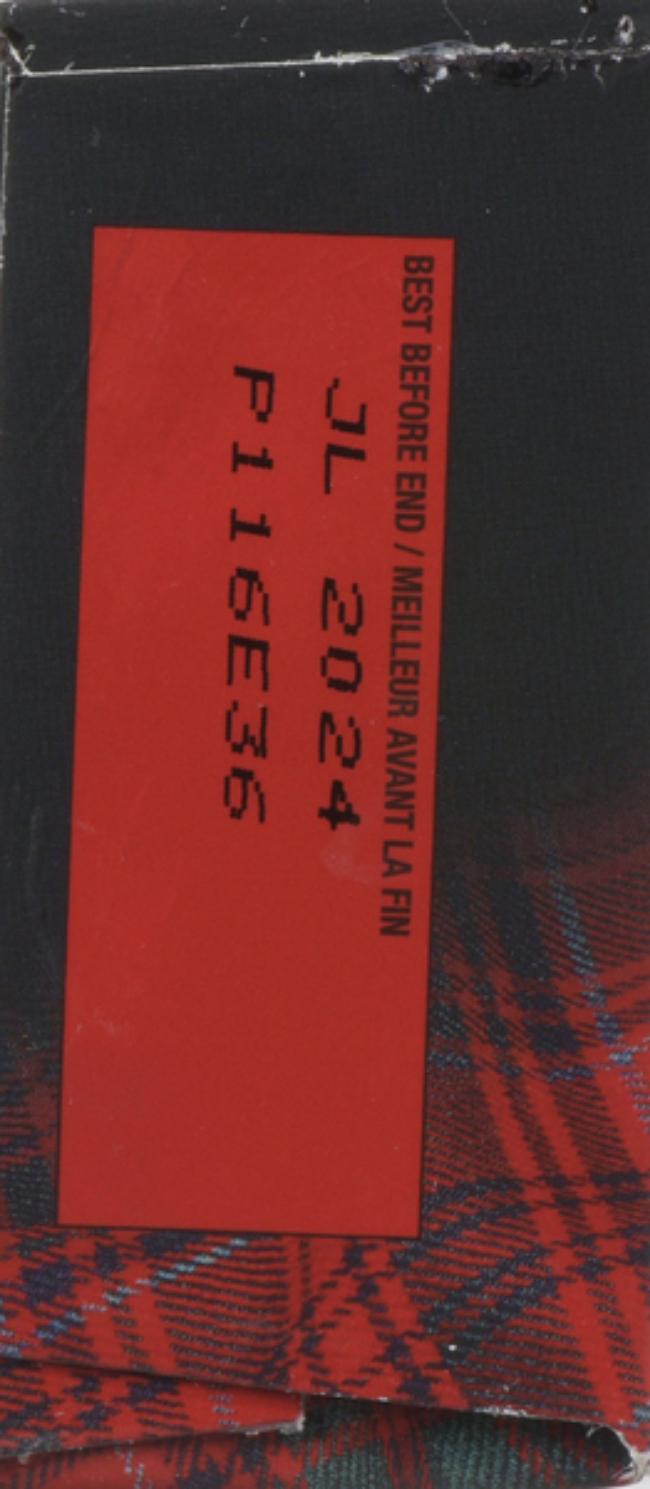 BEST BEFORE END / MEILLEUR AVANT LA FIN
JL 2024
P116E36